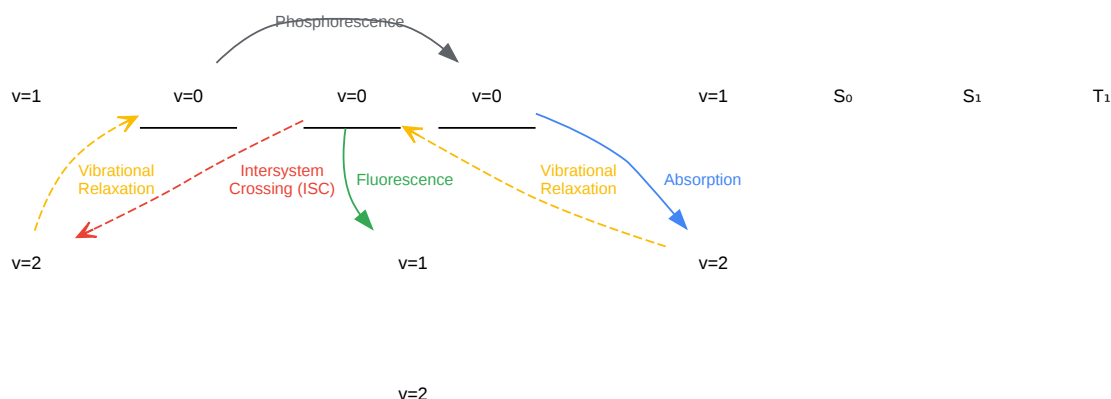 Phosphorescence
v=1
v=0
v=0
v=0
v=1
S₀
S₁
T₁
Vibrational
Relaxation
Intersystem
Crossing (ISC)
Fluorescence
Vibrational
Relaxation
Absorption
v=2
v=1
v=2
v=2